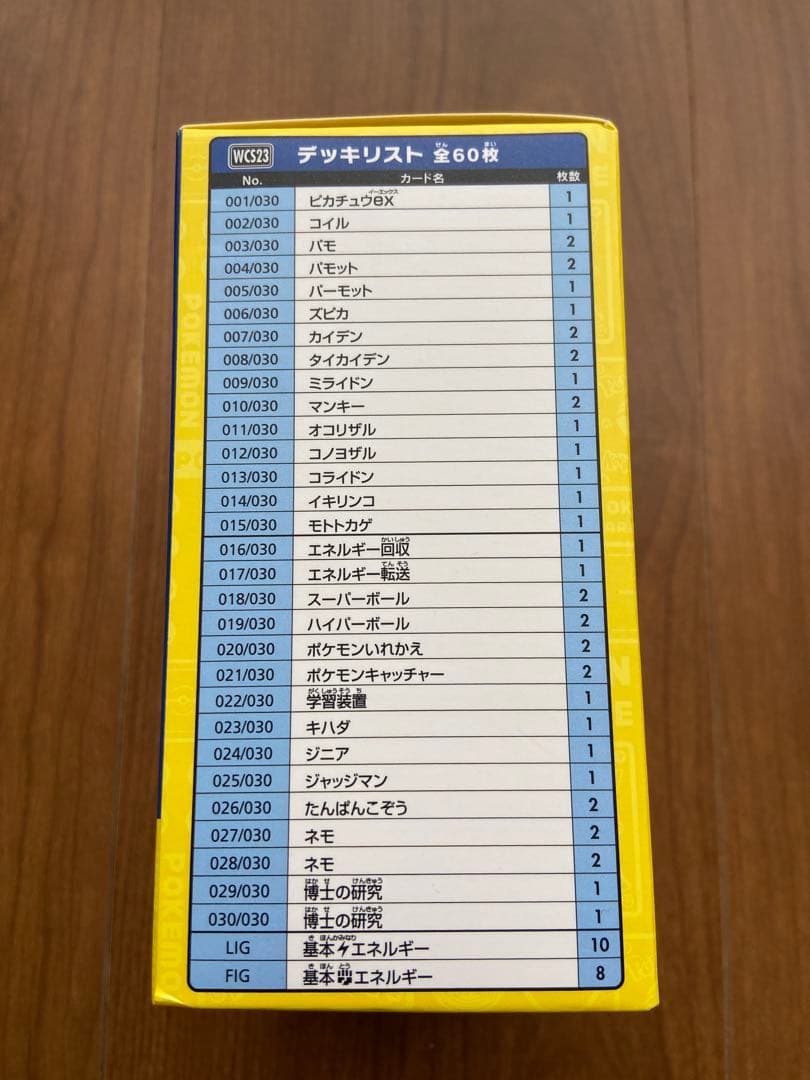 WCS23 デッキリスト 全60枚
No. カード名 枚数
001/030 ピカチュウex 1
002/030 コイル 1
003/030 パモ 2
004/030 パモット 2
005/030 パーモット 1
006/030 ズピカ 1
007/030 カイデン 2
008/030 タイカイデン 2
009/030 ミライドン 1
010/030 マンキー 2
011/030 オコリザル 1
012/030 コノヨザル 1
013/030 コライドン 1
014/030 イキリンコ 1
015/030 モトトカゲ 1
016/030 エネルギー回収 1
017/030 エネルギー転送 1
018/030 スーパーボール 2
019/030 ハイパーボール 2
020/030 ポケモンいれかえ 2
021/030 ポケモンキャッチャー 2
022/030 学習装置 1
023/030 キハダ 1
024/030 ジニア 1
025/030 ジャッジマン 1
026/030 たんぱんこぞう 2
027/030 ネモ 2
028/030 ネモ 2
029/030 博士の研究 1
030/030 博士の研究 1
LIG 基本エネルギー 10
FIG 基本エネルギー 8
POKÉMON